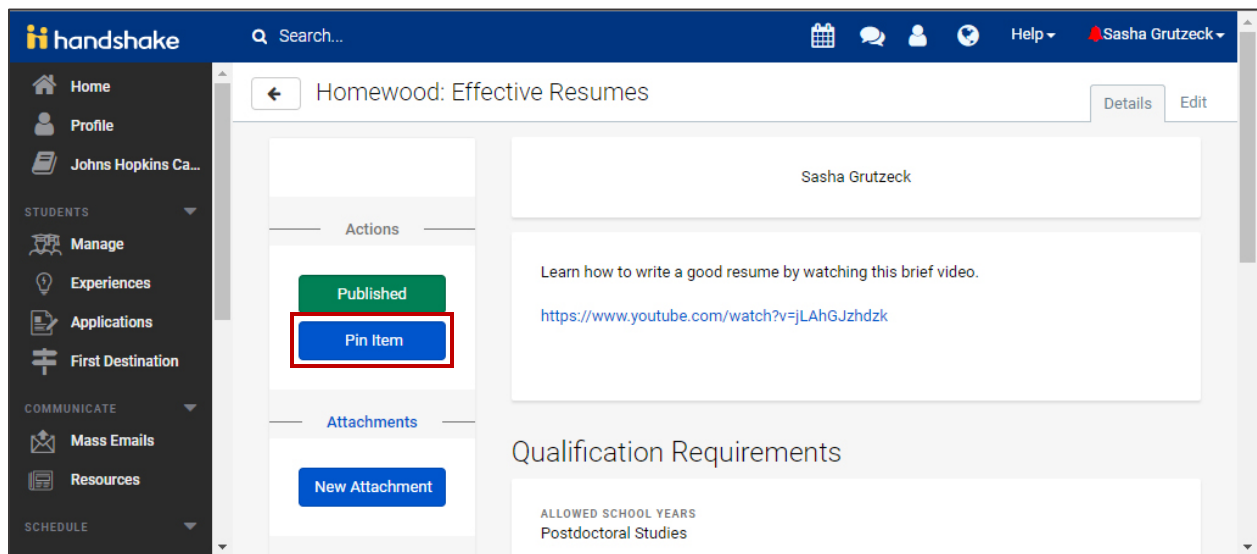 handshake
Search...
Help
Sasha Grutzeck
Home
Profile
Johns Hopkins Ca...
STUDENTS
Manage
Experiences
Applications
First Destination
COMMUNICATE
Mass Emails
Resources
SCHEDULE
Homewood: Effective Resumes
Details
Edit
Actions
Published
Pin Item
Attachments
New Attachment
Sasha Grutzeck
Learn how to write a good resume by watching this brief video.
https://www.youtube.com/watch?v=jLAhGJzhdzk
Qualification Requirements
ALLOWED SCHOOL YEARS
Postdoctoral Studies